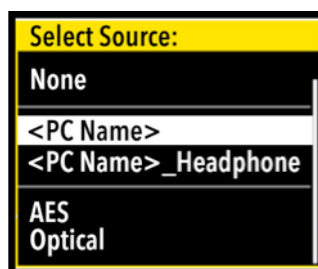 Select Source:
None
<PC Name>
<PC Name>_Headphone
AES
Optical